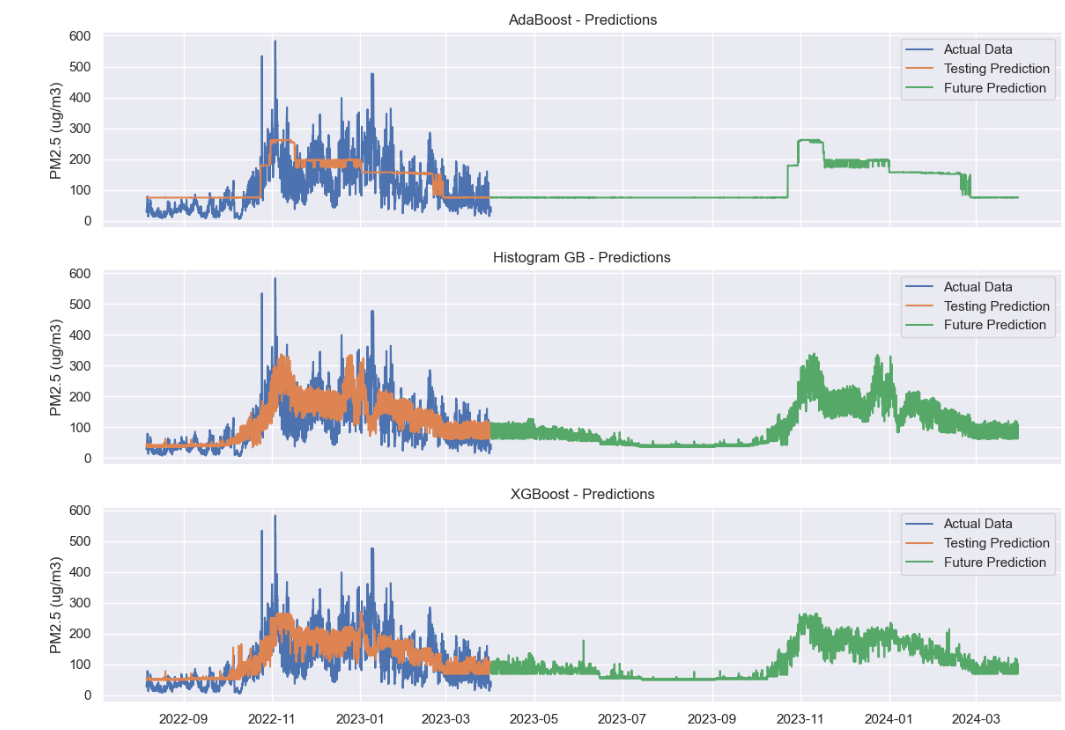 AdaBoost - Predictions
600
500
400
300
200
100
0
PM2.5 (ug/m3)
Actual Data
Testing Prediction
Future Prediction
Histogram GB - Predictions
600
500
400
300
200
100
0
PM2.5 (ug/m3)
Actual Data
Testing Prediction
Future Prediction
XGBoost - Predictions
600
500
400
300
200
100
0
PM2.5 (ug/m3)
Actual Data
Testing Prediction
Future Prediction
2022-09 2022-11 2023-01 2023-03 2023-05 2023-07 2023-09 2023-11 2024-01 2024-03